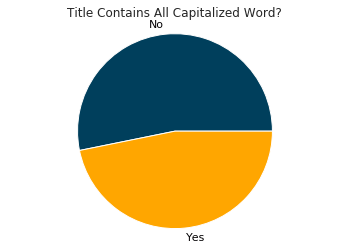 Title Contains All Capitalized Word?
No
Yes